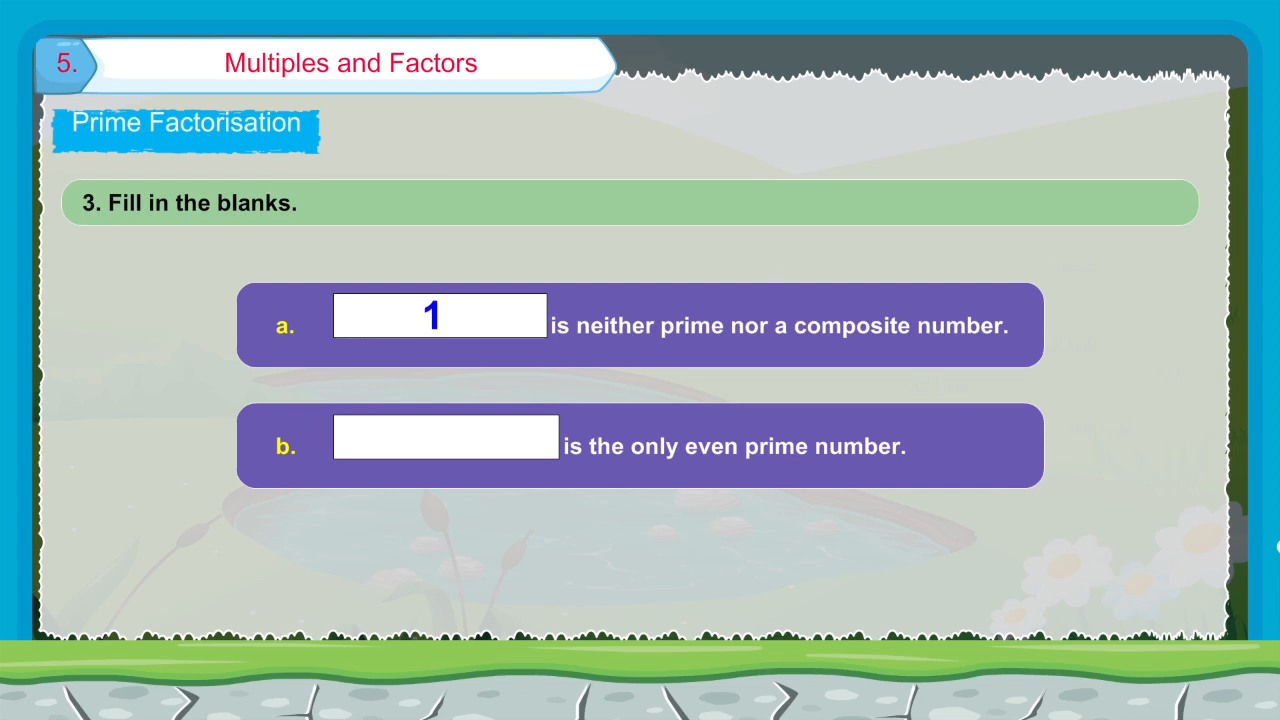 5. Multiples and Factors
Prime Factorisation
3. Fill in the blanks.
a. 1 is neither prime nor a composite number.
b. is the only even prime number.